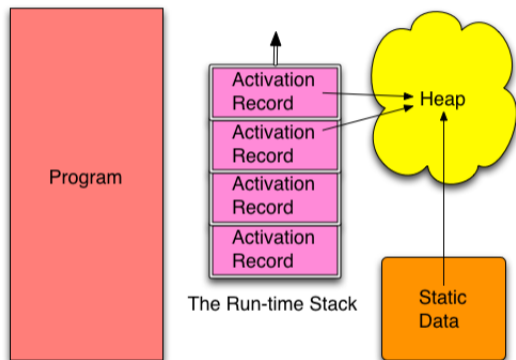 Program
Activation
Record
Activation
Record
Activation
Record
Activation
Record
The Run-time Stack
Heap
Static
Data